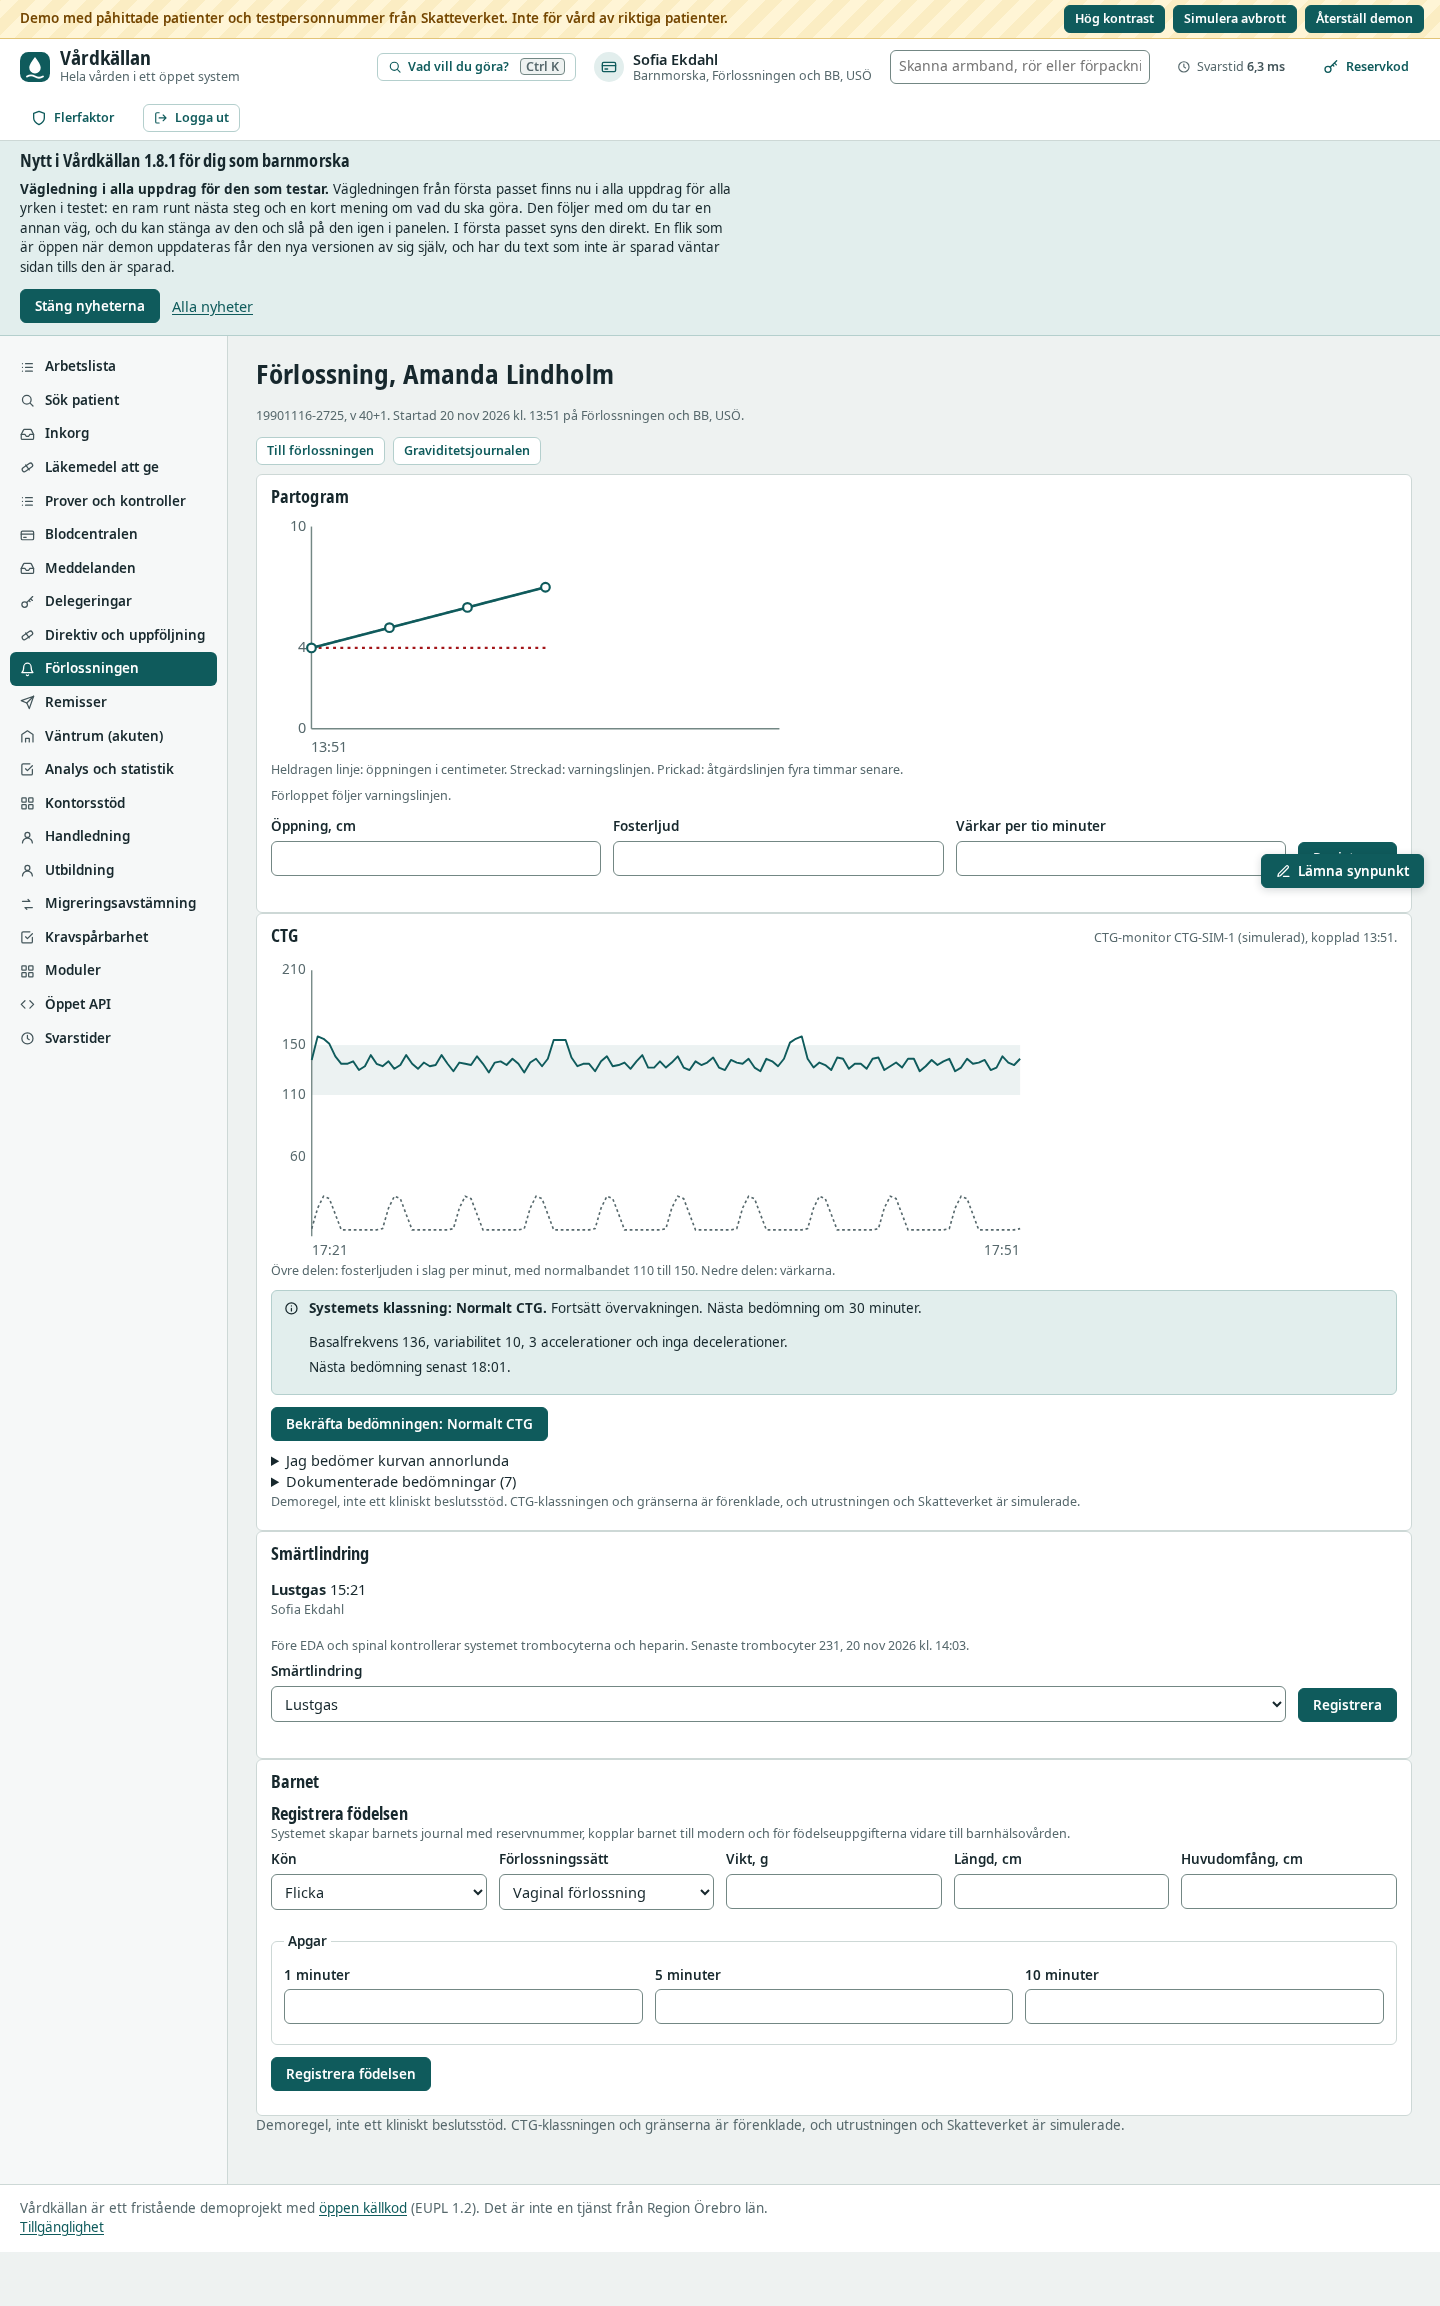 Demo med påhittade patienter och testpersonnummer från Skatteverket. Inte för vård av riktiga patienter.
Hög kontrast
Simulera avbrott
Återställ demon
Vårdkällan
Hela vården i ett öppet system
Vad vill du göra? Ctrl K
Sofia Ekdahl
Barnmorska, Förlossningen och BB, USÖ
Skanna armband, rör eller förpackni
Svarstid 6,3 ms
Reservkod
Flerfaktor
Logga ut
Nytt i Vårdkällan 1.8.1 för dig som barnmorska
Vägledning i alla uppdrag för den som testar. Vägledningen från första passet finns nu i alla uppdrag för alla
yrken i testet: en ram runt nästa steg och en kort mening om vad du ska göra. Den följer med om du tar en
annan väg, och du kan stänga av den och slå på den igen i panelen. I första passet syns den direkt. En flik som
är öppen när demon uppdateras får den nya versionen av sig själv, och har du text som inte är sparad väntar
sidan tills den är sparad.
Stäng nyheterna
Alla nyheter
Arbetslista
Sök patient
Inkorg
Läkemedel att ge
Prover och kontroller
Blodcentralen
Meddelanden
Delegeringar
Direktiv och uppföljning
Förlossningen
Remisser
Väntrum (akuten)
Analys och statistik
Kontorsstöd
Handledning
Utbildning
Migreringsavstämning
Kravspårbarhet
Moduler
Öppet API
Svarstider
Förlossning, Amanda Lindholm
19901116-2725, v 40+1. Startad 20 nov 2026 kl. 13:51 på Förlossningen och BB, USÖ.
Till förlossningen
Graviditetsjournalen
Partogram
10
4
0
13:51
Heldragen linje: öppningen i centimeter. Streckad: varningslinjen. Prickad: åtgärdslinjen fyra timmar senare.
Förloppet följer varningslinjen.
Öppning, cm
Fosterljud
Värkar per tio minuter
Lämna synpunkt
CTG
CTG-monitor CTG-SIM-1 (simulerad), kopplad 13:51.
210
150
110
60
17:21
17:51
Övre delen: fosterljuden i slag per minut, med normalbandet 110 till 150. Nedre delen: värkarna.
Systemets klassning: Normalt CTG. Fortsätt övervakningen. Nästa bedömning om 30 minuter.
Basalfrekvens 136, variabilitet 10, 3 accelerationer och inga decelerationer.
Nästa bedömning senast 18:01.
Bekräfta bedömningen: Normalt CTG
Jag bedömer kurvan annorlunda
Dokumenterade bedömningar (7)
Demoregel, inte ett kliniskt beslutsstöd. CTG-klassningen och gränserna är förenklade, och utrustningen och Skatteverket är simulerade.
Smärtlindring
Lustgas 15:21
Sofia Ekdahl
Före EDA och spinal kontrollerar systemet trombocyterna och heparin. Senaste trombocyter 231, 20 nov 2026 kl. 14:03.
Smärtlindring
Lustgas
Registrera
Barnet
Registrera födelsen
Systemet skapar barnets journal med reservnummer, kopplar barnet till modern och för födelseuppgifterna vidare till barnhälsovården.
Kön
Förlossningssätt
Vikt, g
Längd, cm
Huvudomfång, cm
Flicka
Vaginal förlossning
Apgar
1 minuter
5 minuter
10 minuter
Registrera födelsen
Demoregel, inte ett kliniskt beslutsstöd. CTG-klassningen och gränserna är förenklade, och utrustningen och Skatteverket är simulerade.
Vårdkällan är ett fristående demoprojekt med öppen källkod (EUPL 1.2). Det är inte en tjänst från Region Örebro län.
Tillgänglighet